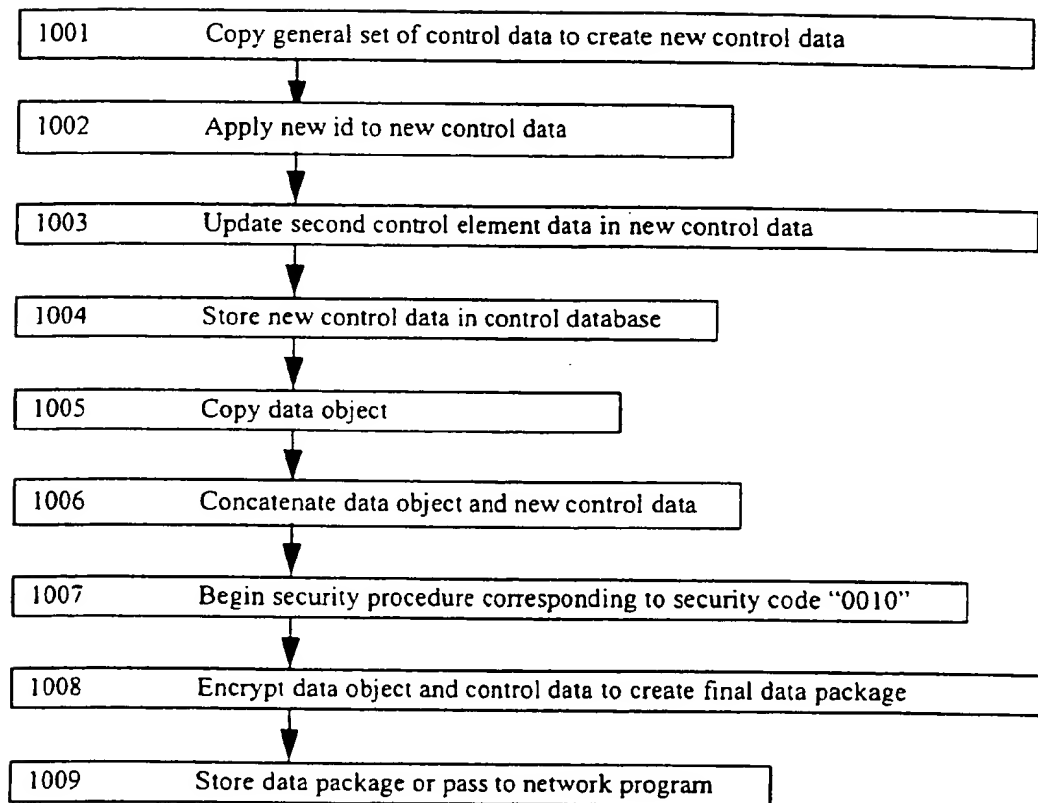 1001 Copy general set of control data to create new control data
1002 Apply new id to new control data
1003 Update second control element data in new control data
1004 Store new control data in control database
1005 Copy data object
1006 Concatenate data object and new control data
1007 Begin security procedure corresponding to security code “0010”
1008 Encrypt data object and control data to create final data package
1009 Store data package or pass to network program